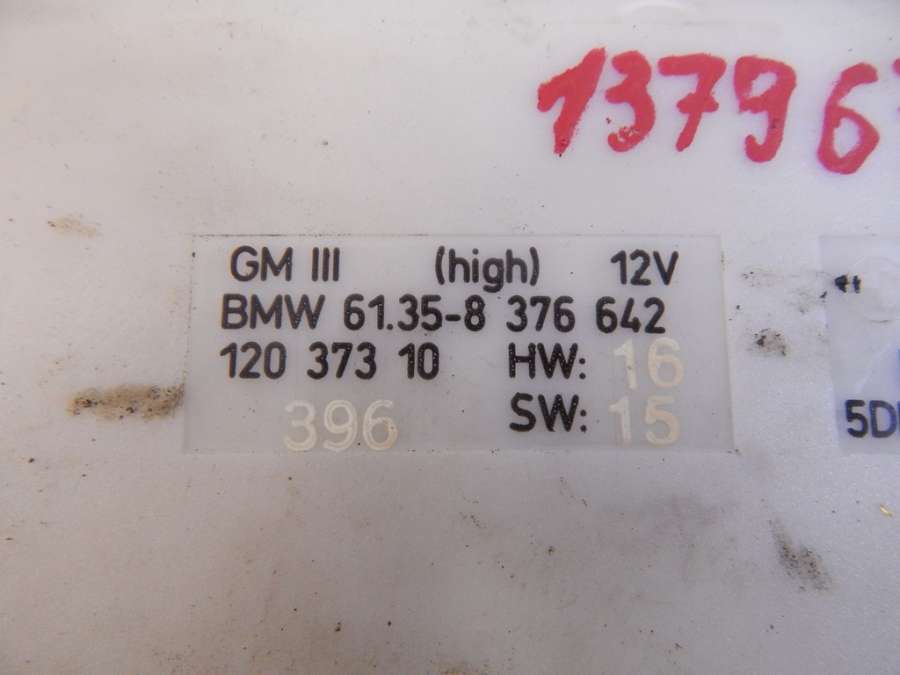 13796
GM III (high) 12V
BMW 61.35-8 376 642
120 373 10 HW: 16
396 SW: 15
5D